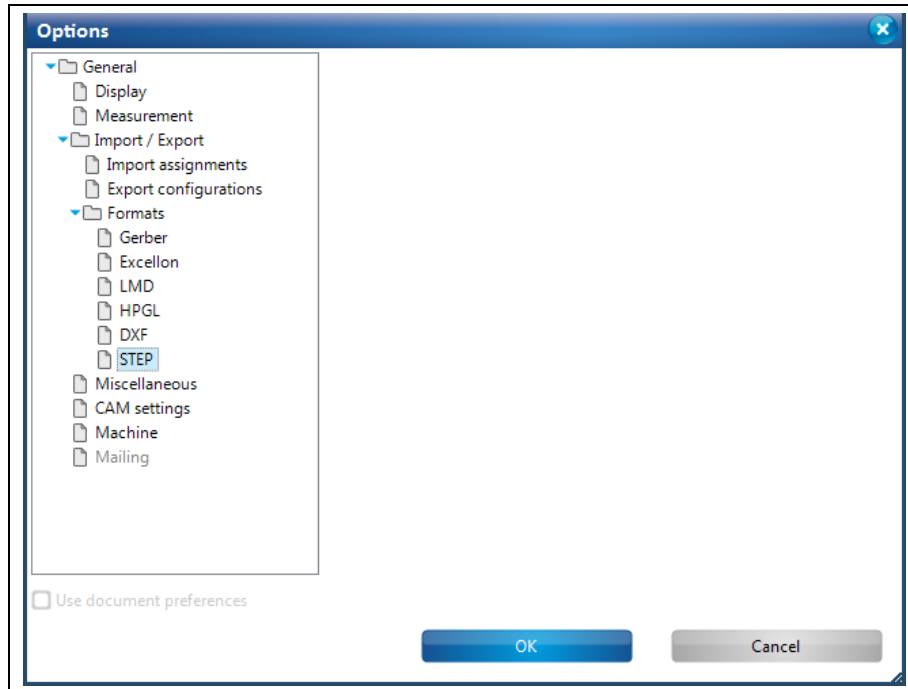 Options
General
Display
Measurement
Import / Export
Import assignments
Export configurations
Formats
Gerber
Excellon
LMD
HPGL
DXF
STEP
Miscellaneous
CAM settings
Machine
Mailing
Use document preferences
OK Cancel